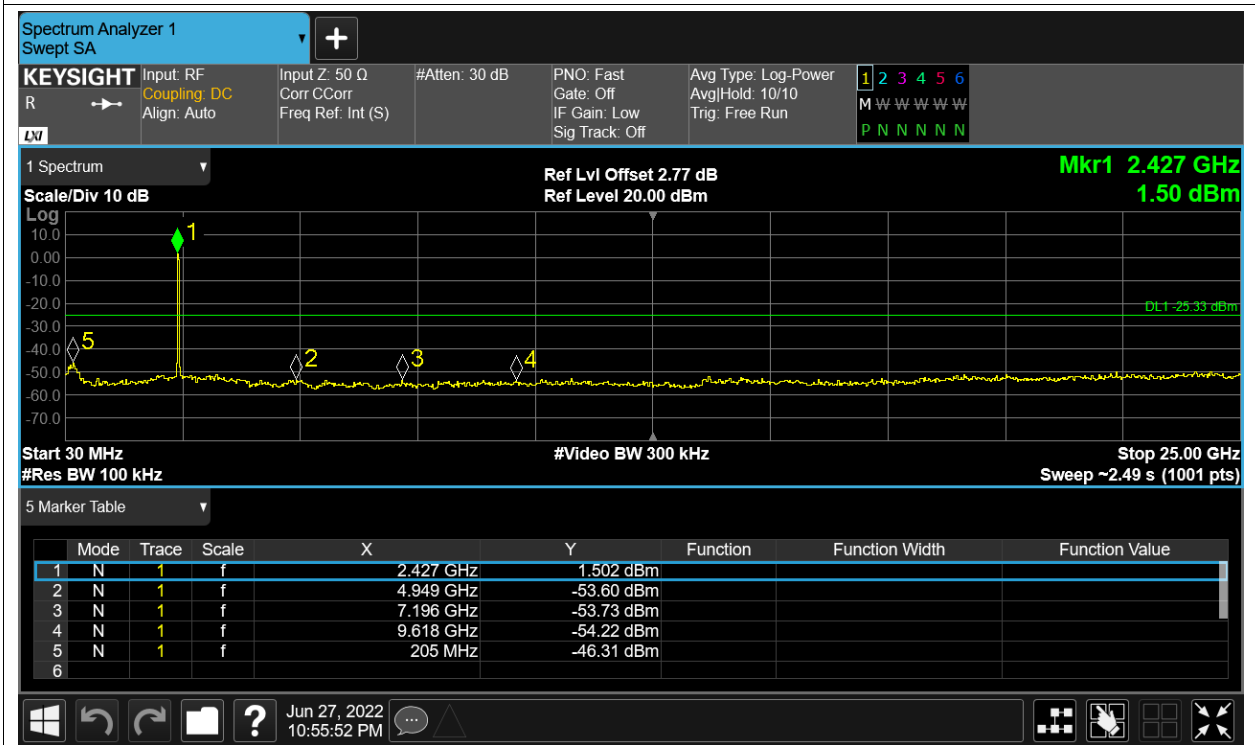 Spectrum Analyzer 1
Swept SA
+
KEYSIGHT
R
LXI
Input: RF
Coupling: DC
Align: Auto
Input Z: 50 Ω
Corr CCorr
Freq Ref: Int (S)
#Atten: 30 dB
PNO: Fast
Gate: Off
IF Gain: Low
Sig Track: Off
Avg Type: Log-Power
Avg|Hold: 10/10
Trig: Free Run
1 2 3 4 5 6
M W W W W W
P N N N N N
1 Spectrum
Scale/Div 10 dB
Ref Lvl Offset 2.77 dB
Ref Level 20.00 dBm
Mkr1 2.427 GHz
1.50 dBm
Log
10.0
0.00
-10.0
-20.0
-30.0
-40.0
-50.0
-60.0
-70.0
1
DL1 -25.33 dBm
5
2
3
4
Start 30 MHz
#Video BW 300 kHz
Stop 25.00 GHz
#Res BW 100 kHz
Sweep ~2.49 s (1001 pts)
5 Marker Table
Mode Trace Scale X Y Function Function Width Function Value
1 N 1 f 2.427 GHz 1.502 dBm
2 N 1 f 4.949 GHz -53.60 dBm
3 N 1 f 7.196 GHz -53.73 dBm
4 N 1 f 9.618 GHz -54.22 dBm
5 N 1 f 205 MHz -46.31 dBm
6
?
Jun 27, 2022
10:55:52 PM